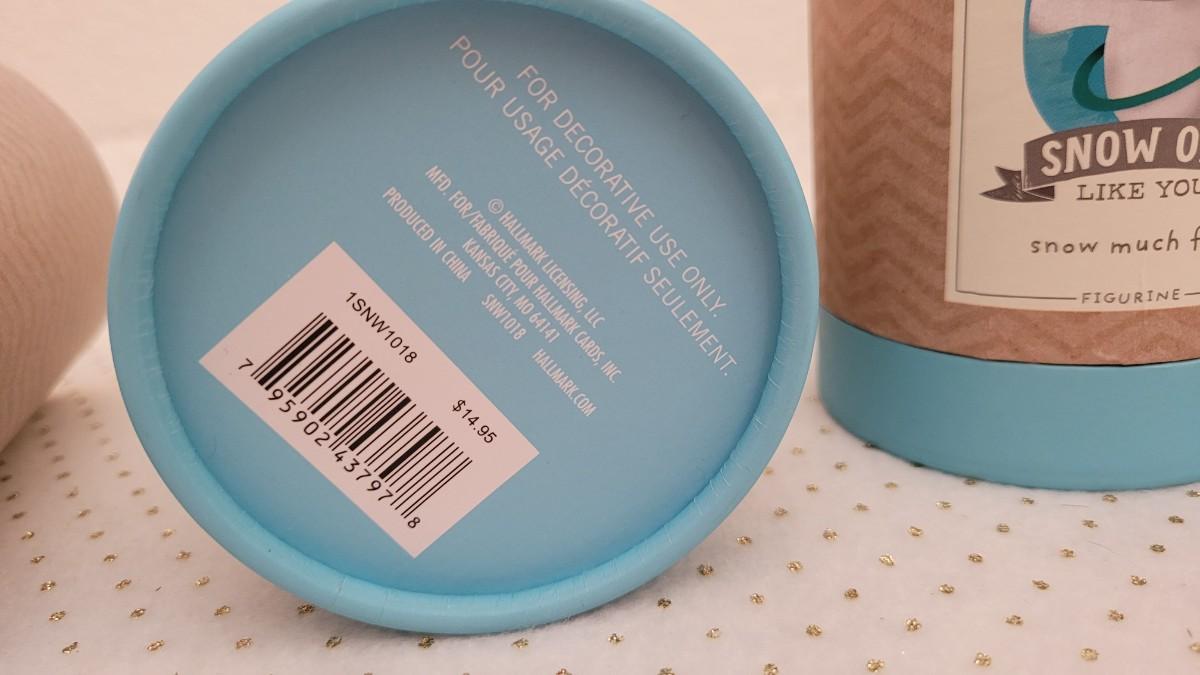 FOR DECORATIVE USE ONLY.
POUR USAGE DÉCORATIF SEULEMENT.
© HALLMARK LICENSING, LLC
MFD. FOR/FABRIQUE POUR HALLMARK CARDS, INC.
KANSAS CITY, MO 64141
PRODUCED IN CHINA SNW1018 HALLMARK.COM
1SNW1018 $14.95
7 95902 43797 8
SNOW O
LIKE YOU
snow much f
FIGURINE